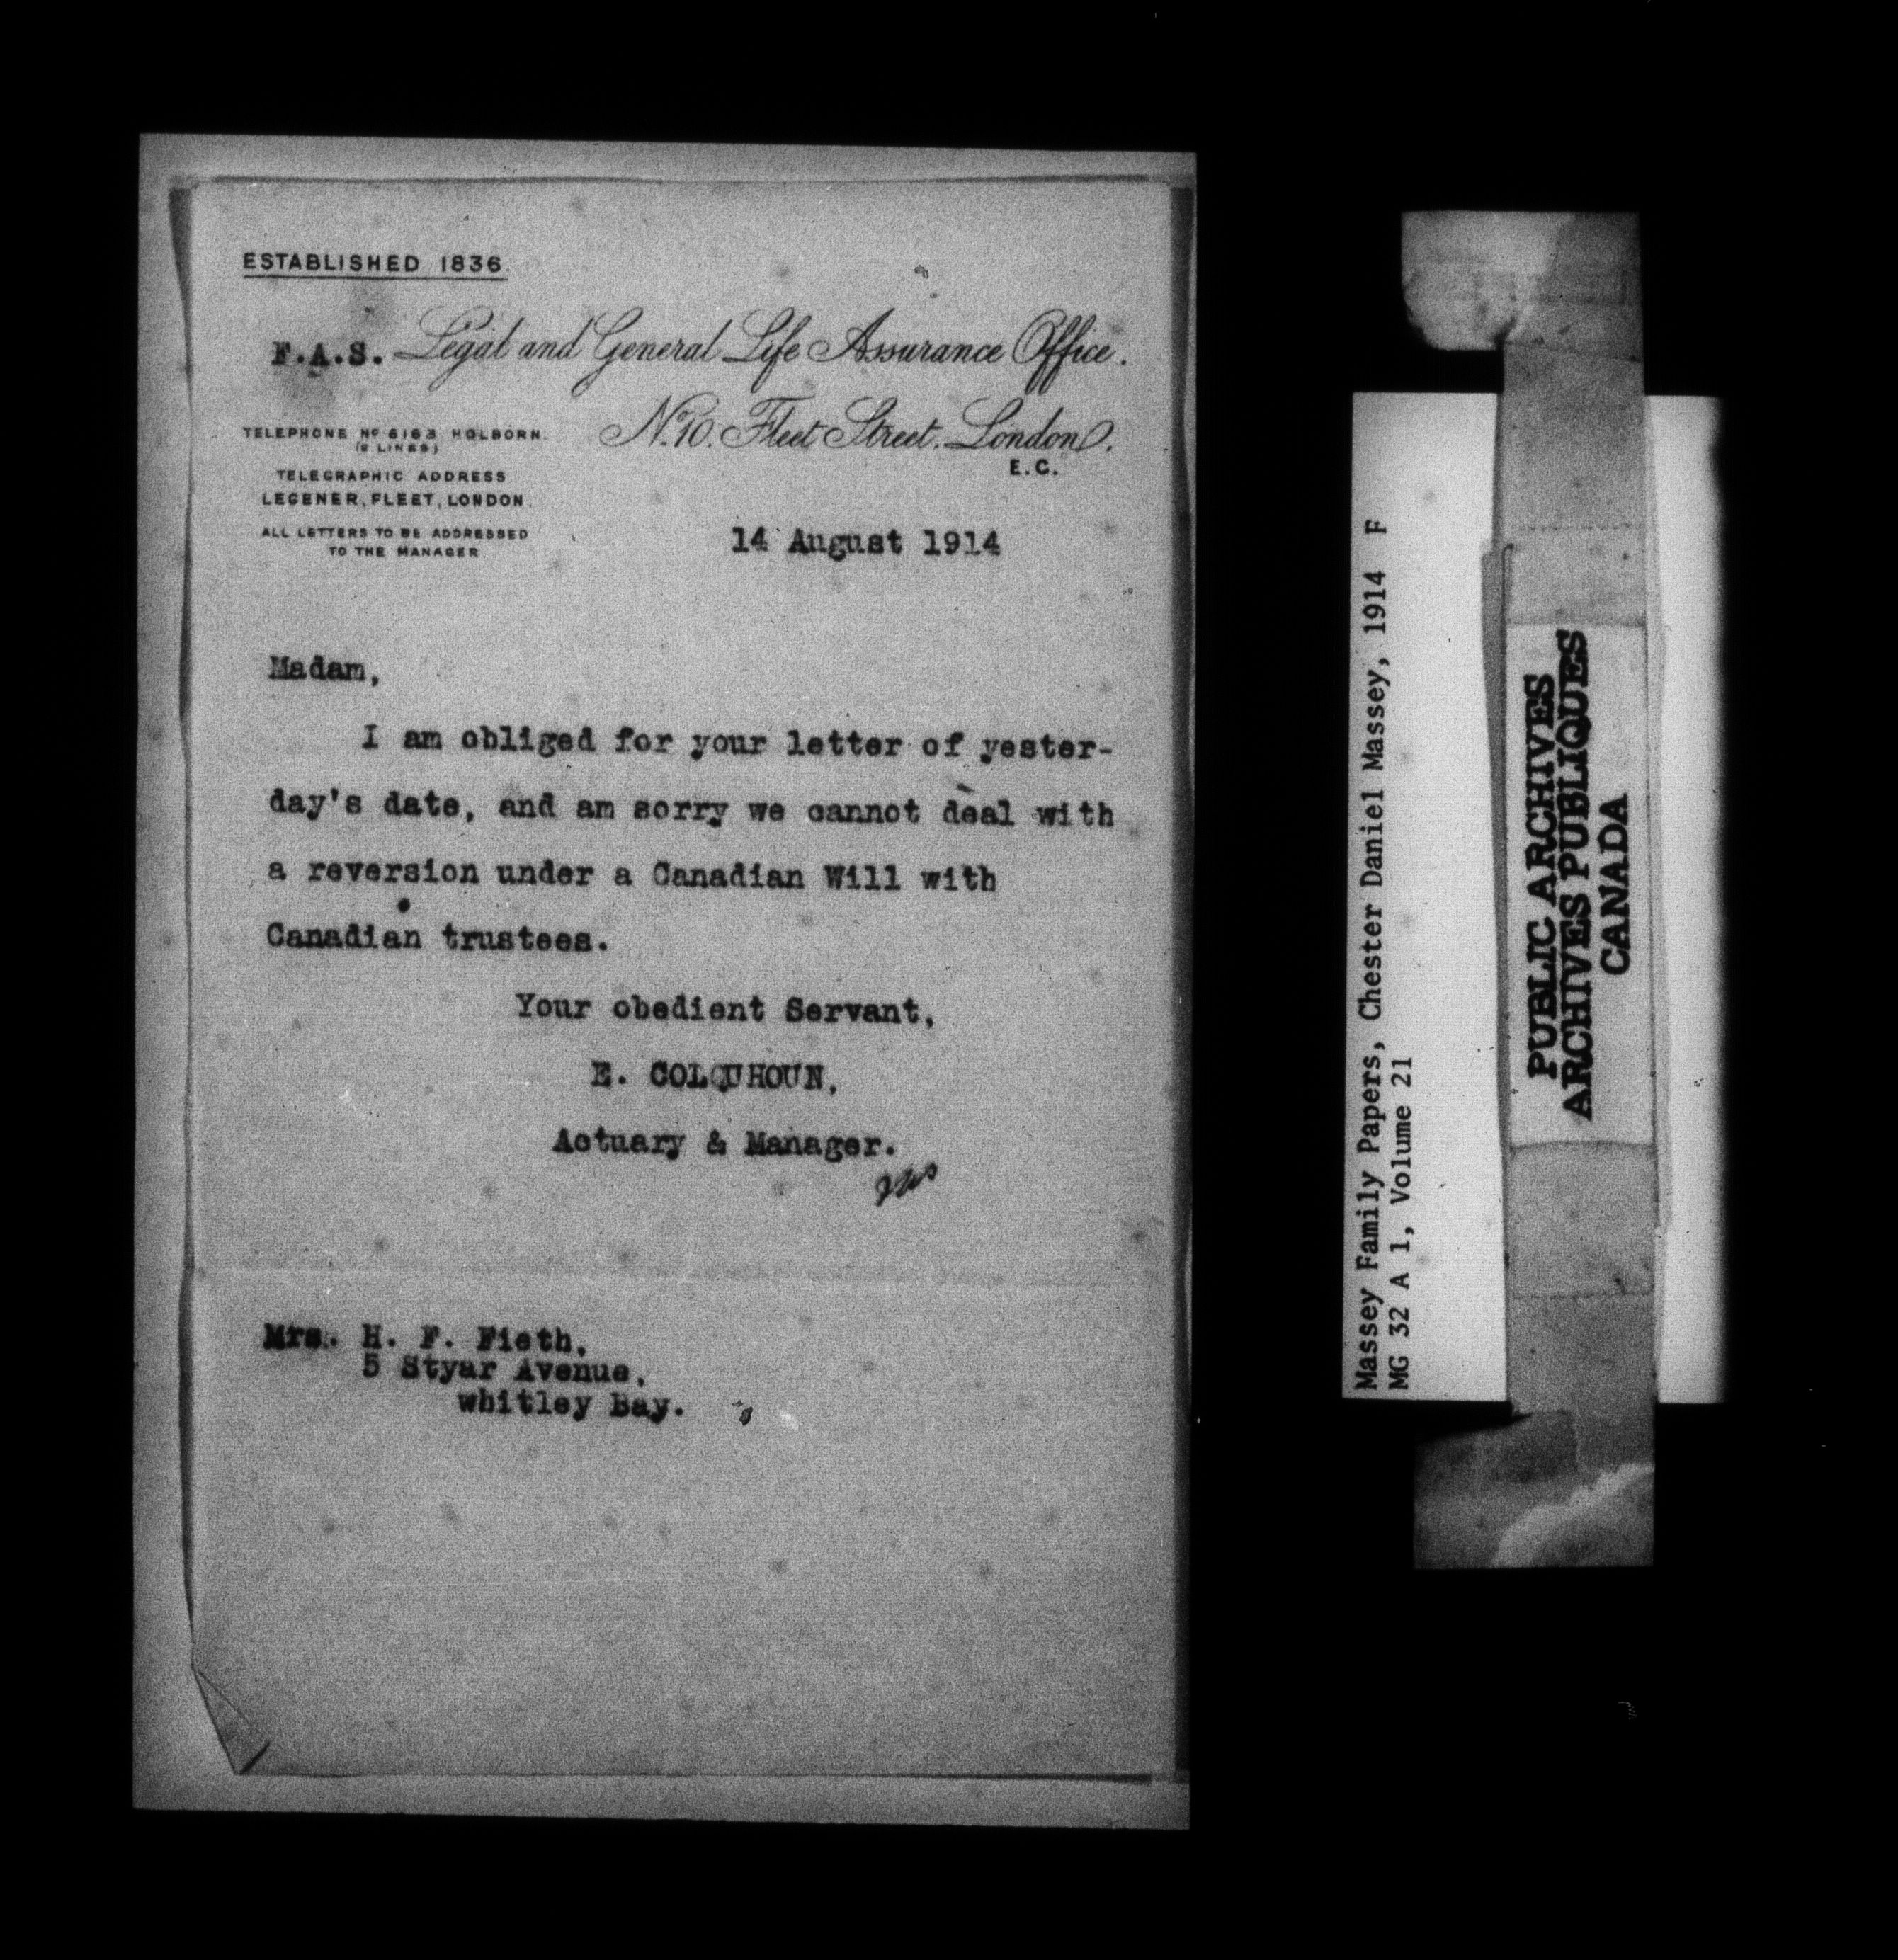 ESTABLISHED 1836.
F.A.S. Legal and General Life Assurance Office.
No. 10. Fleet Street. London.
E.C.
TELEPHONE No 6163 HOLBORN.
(2 LINES)
TELEGRAPHIC ADDRESS
LEGENER, FLEET, LONDON.
ALL LETTERS TO BE ADDRESSED
TO THE MANAGER
14 August 1914
Madam,
I am obliged for your letter of yester-
day's date, and am sorry we cannot deal with
a reversion under a Canadian Will with
Canadian trustees.
Your obedient Servant,
E. COLQUHOUN,
Actuary & Manager.
Mrs. H. F. Fieth,
5 Styar Avenue,
whitley Bay.
Massey Family Papers, Chester Daniel Massey, 1914 F
MG 32 A 1, Volume 21
PUBLIC ARCHIVES
ARCHIVES PUBLIQUES
CANADA